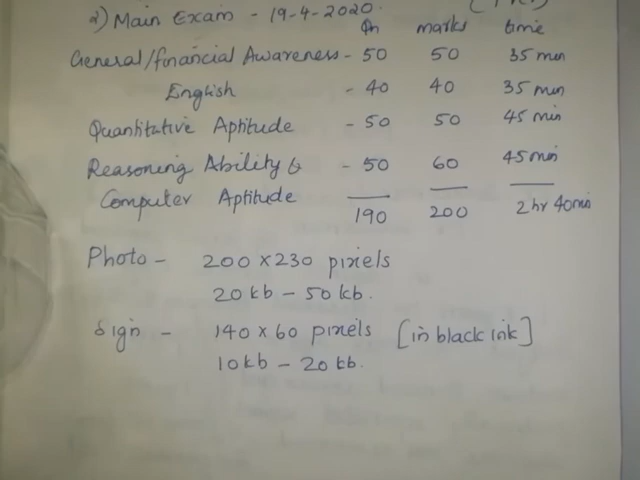 2) Main Exam - 19-4-2020.
Qn marks time
General/financial Awareness - 50 50 35 min
English - 40 40 35 min
Quantitative Aptitude - 50 50 45 min
Reasoning Ability & - 50 60 45 min
Computer Aptitude
190 200 2 hr 40 min
Photo - 200 x 230 pixels
20 kb - 50 kb.
Sign - 140 x 60 pixels [in black ink]
10 kb - 20 kb.